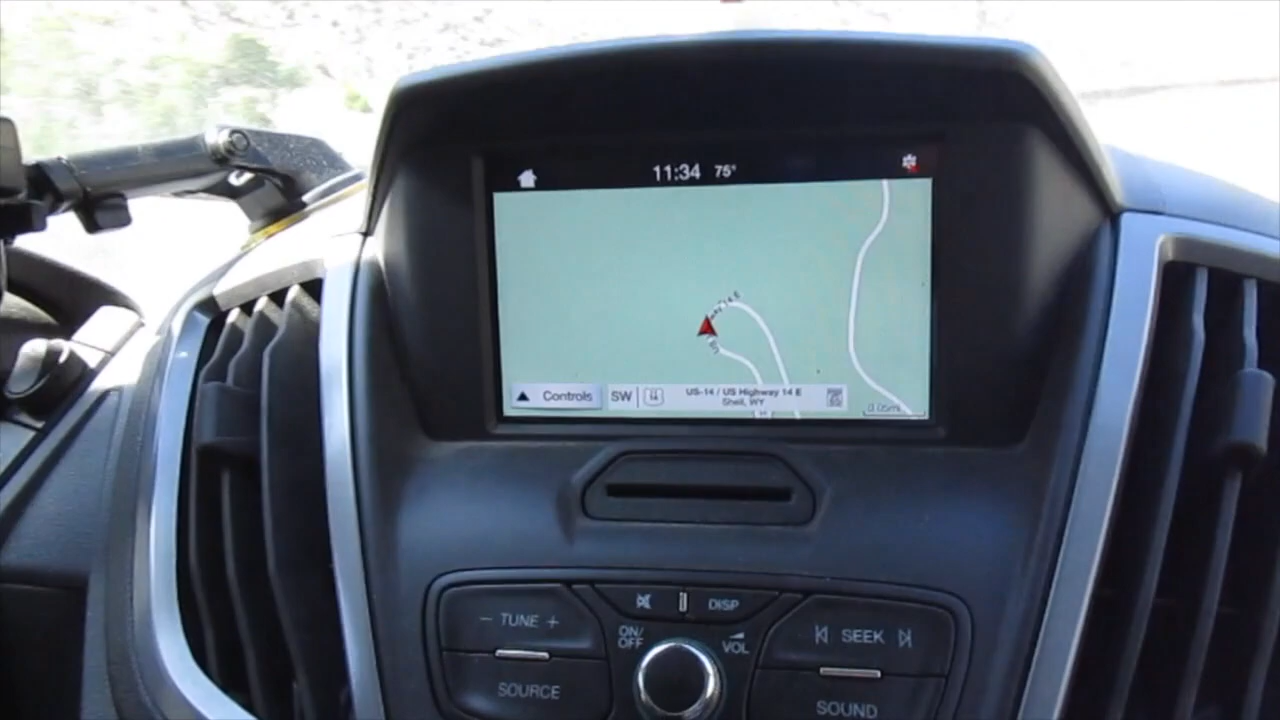 11:34 75°
14 E
Controls SW 14 US-14 / US Highway 14 E
Shell, WY
0.05mi
DISP
− TUNE +
ON/
OFF
VOL
SEEK
SOURCE
SOUND